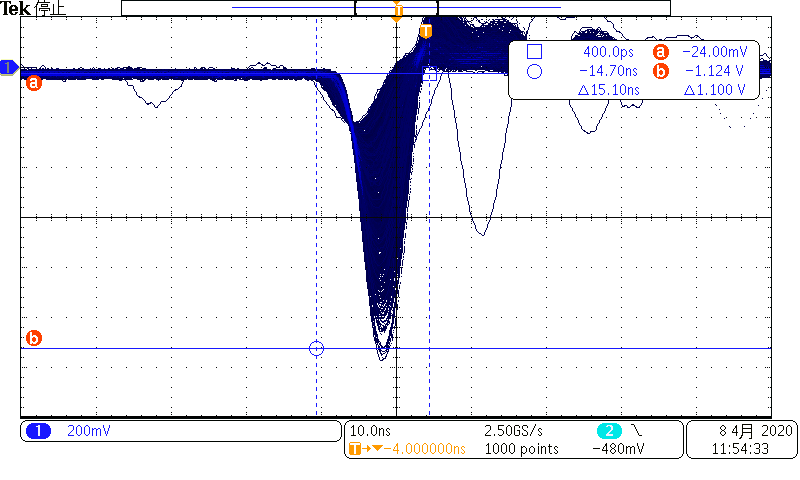 Tek 停止
T
T
1
400.0ps a −24.00mV
−14.70ns b −1.124 V
Δ15.10ns Δ1.100 V
a
b
1 200mV
10.0ns 2.50GS/s 2
T→▼−4.000000ns 1000 points −480mV
8 4月 2020
11:54:33